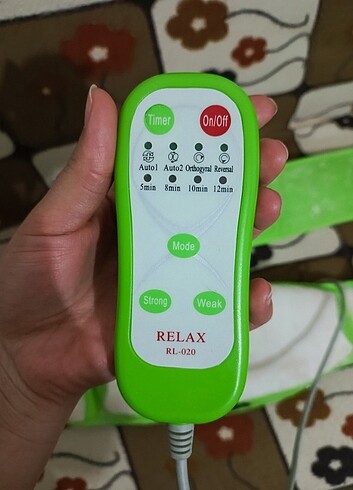 Timer On/Off
Auto1 Auto2 Orthogyral Reversal
5min 8min 10min 12min
Mode
Strong Weak
RELAX
RL-020